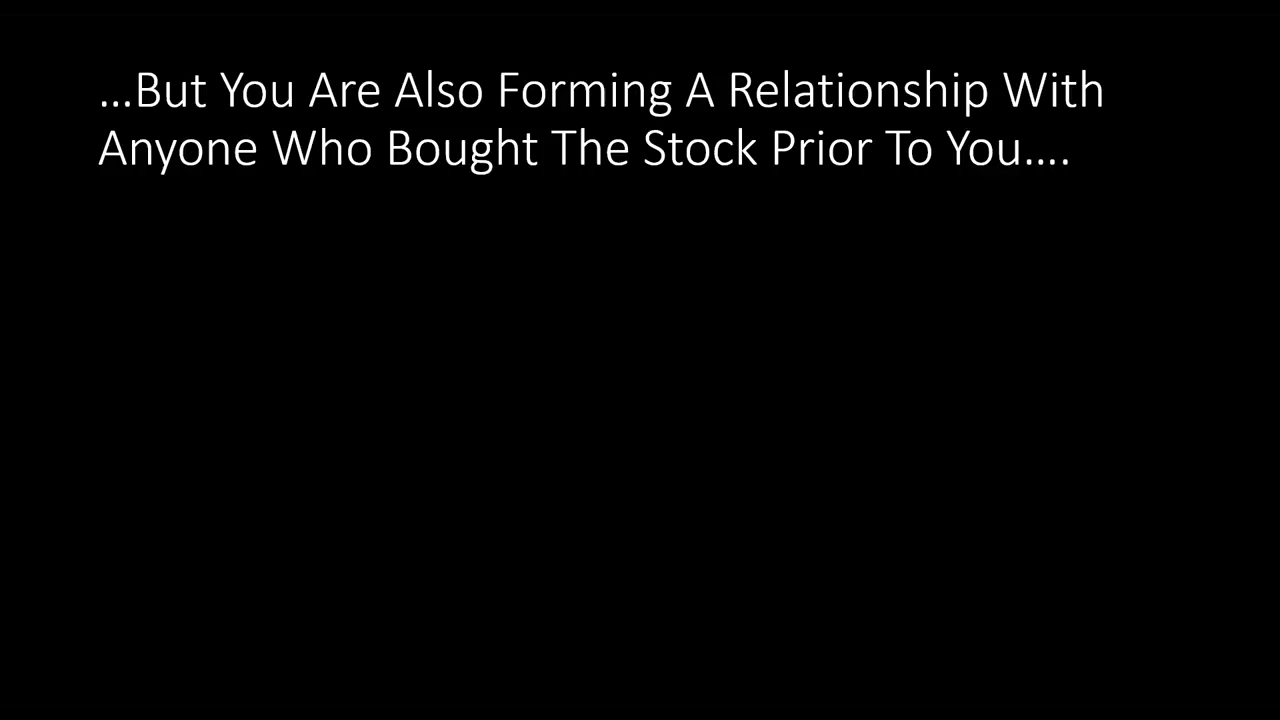 ...But You Are Also Forming A Relationship With
Anyone Who Bought The Stock Prior To You....